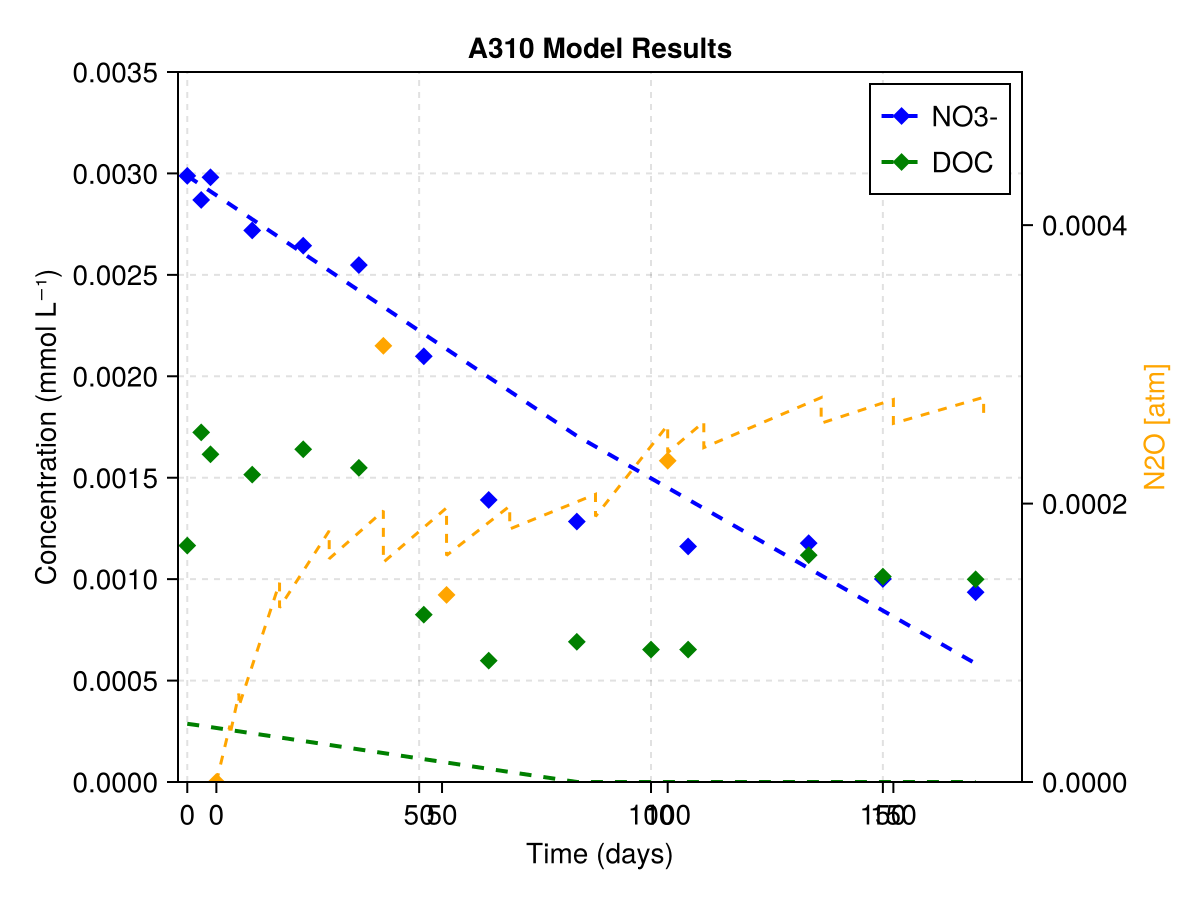 A310 Model Results
0.0035
0.0030
0.0025
0.0020
0.0015
0.0010
0.0005
0.0000
Concentration (mmol L⁻¹)
NO3-
DOC
0.0004
0.0002
0.0000
N2O [atm]
0 0 50 50 100 100 150 150
Time (days)